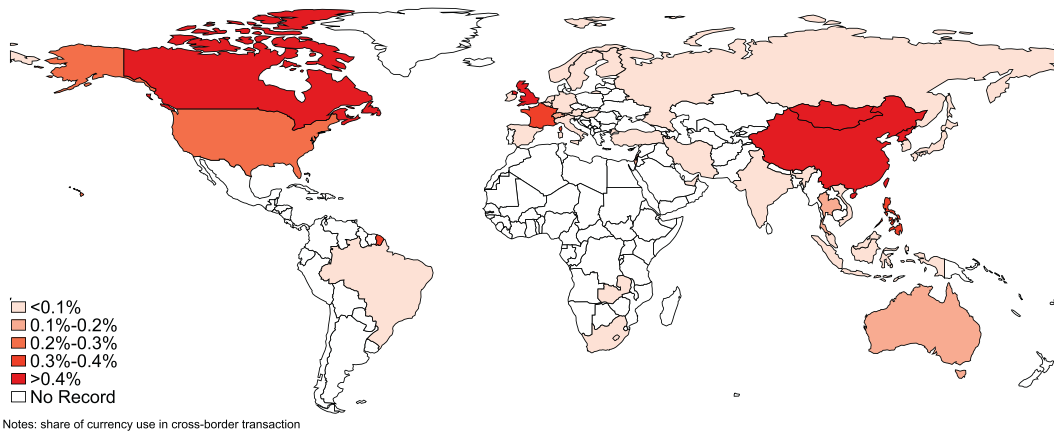 <0.1%
0.1%-0.2%
0.2%-0.3%
0.3%-0.4%
>0.4%
No Record
Notes: share of currency use in cross-border transaction